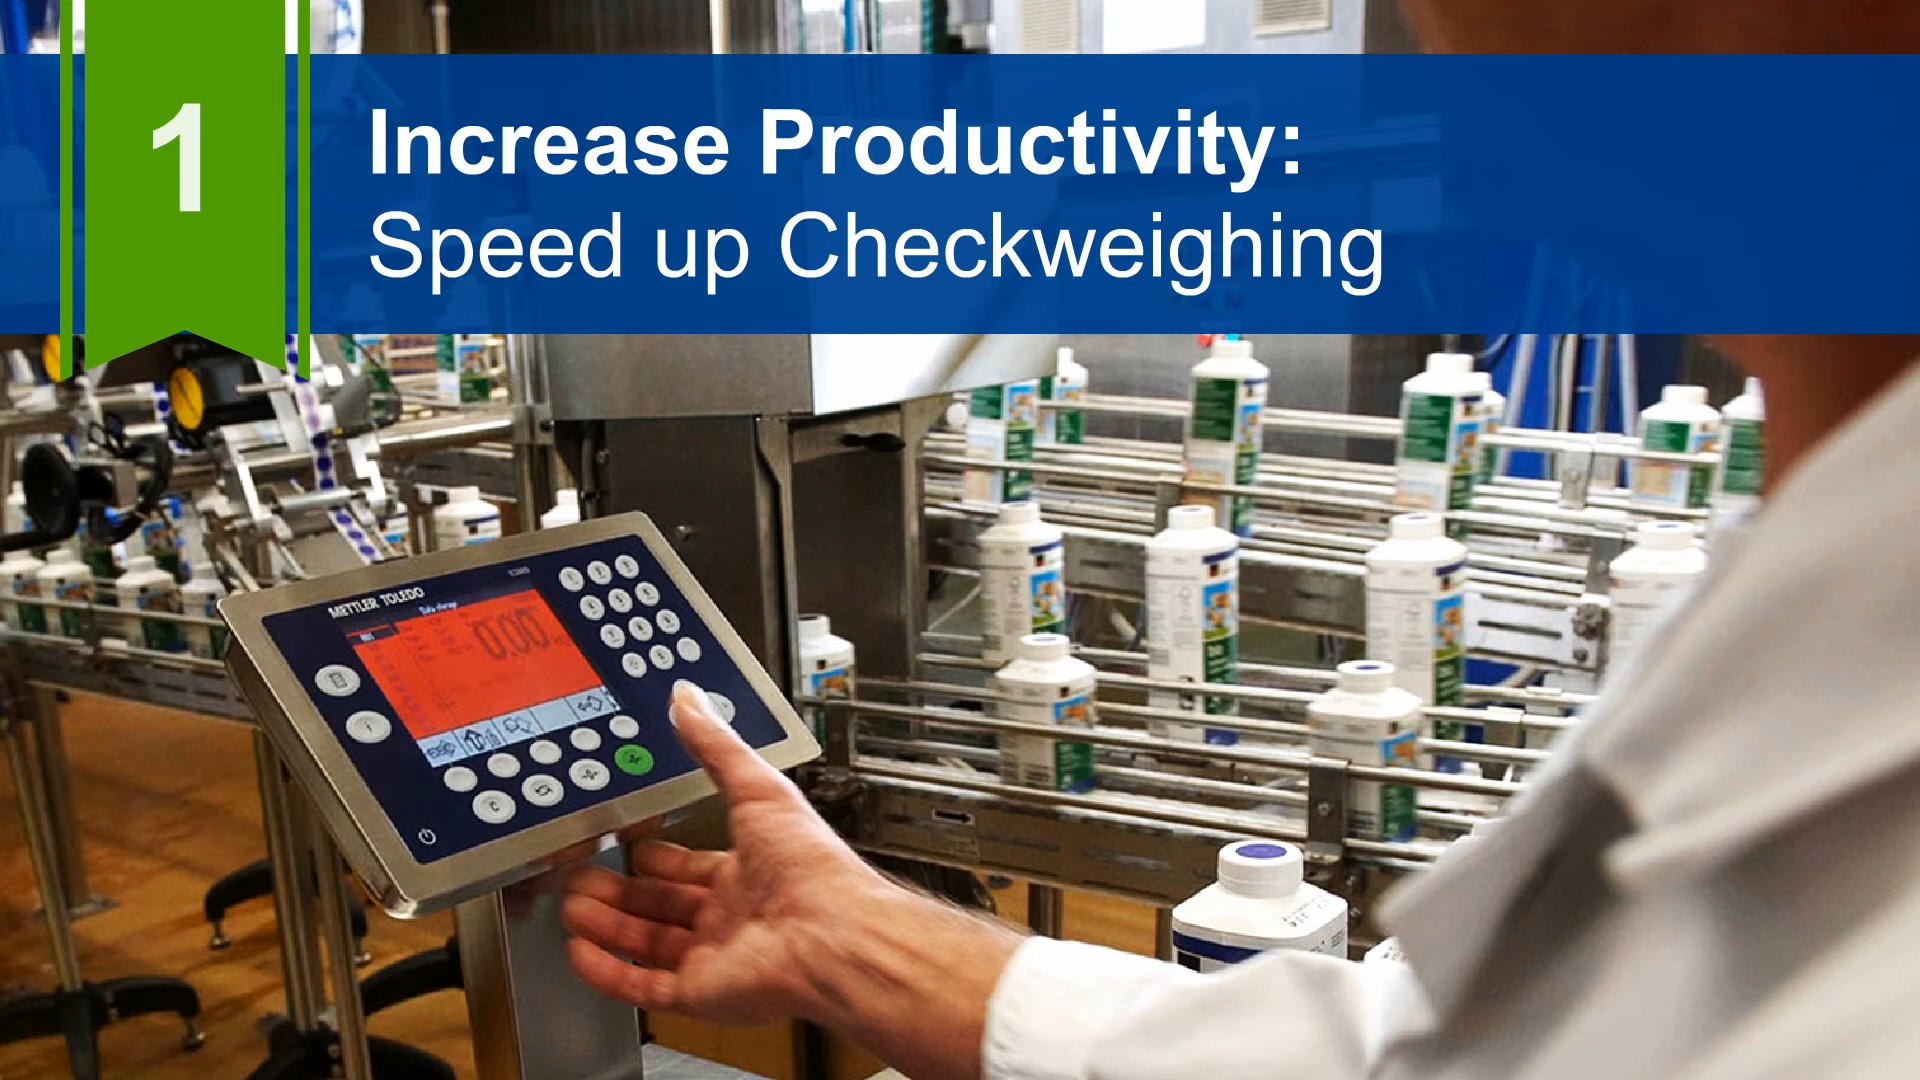 1
Increase Productivity:
Speed up Checkweighing
METTLER TOLEDO
0.00
C